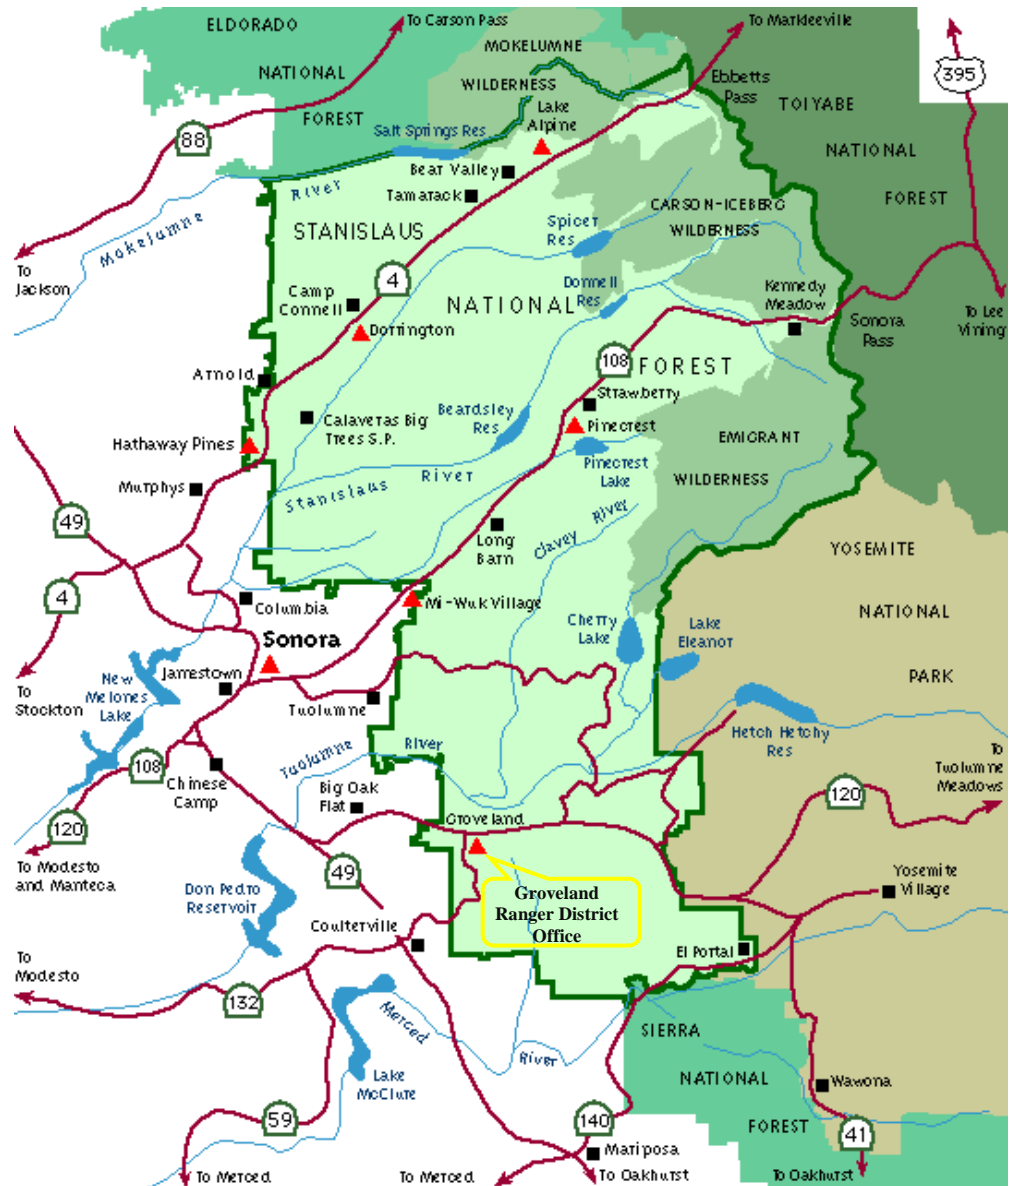 ELDORADO
To Carson Pass
To Markleeville
MOKELUMNE
NATIONAL
WILDERNESS
Ebbetts
Pass
395
FOREST
Lake
Alpine
TOIYABE
88
Salt Springs Res
NATIONAL
Bear Valley
River
Tamarack
FOREST
CARSON-ICEBERG
WILDERNESS
Mokelumne
STANISLAUS
Spicer
Res
To
Jackson
4
Donnell
Res
Kennedy
Meadow
Camp
Connell
NATIONAL
To Lee
Vining
Dorrington
Sonora
Pass
108
FOREST
Arnold
Strawberry
Beardsley
Res
Calaveras Big
Trees S.P.
Pinecrest
Hathaway Pines
EMIGRANT
Pinecrest
Lake
River
Stanislaus
WILDERNESS
Murphys
49
Clavey River
Long
Barn
YOSEMITE
4
Columbia
Mi-Wuk Village
NATIONAL
Cherry
Lake
Lake
Eleanor
Sonora
Jamestown
PARK
To
Stockton
New
Melones
Lake
Tuolumne
Hetch Hetchy
Res
Tuolumne
River
To
Tuolumne
Meadows
108
Chinese
Camp
Big Oak
Flat
120
120
Groveland
To Modesto
and Manteca
49
Yosemite
Village
Don Pedro
Reservoir
Groveland
Ranger District
Office
Coulterville
El Portal
To
Modesto
132
Merced
River
SIERRA
Lake
McClure
NATIONAL
Wawona
59
140
FOREST
41
Mariposa
To Merced
To Merced
To Oakhurst
To Oakhurst